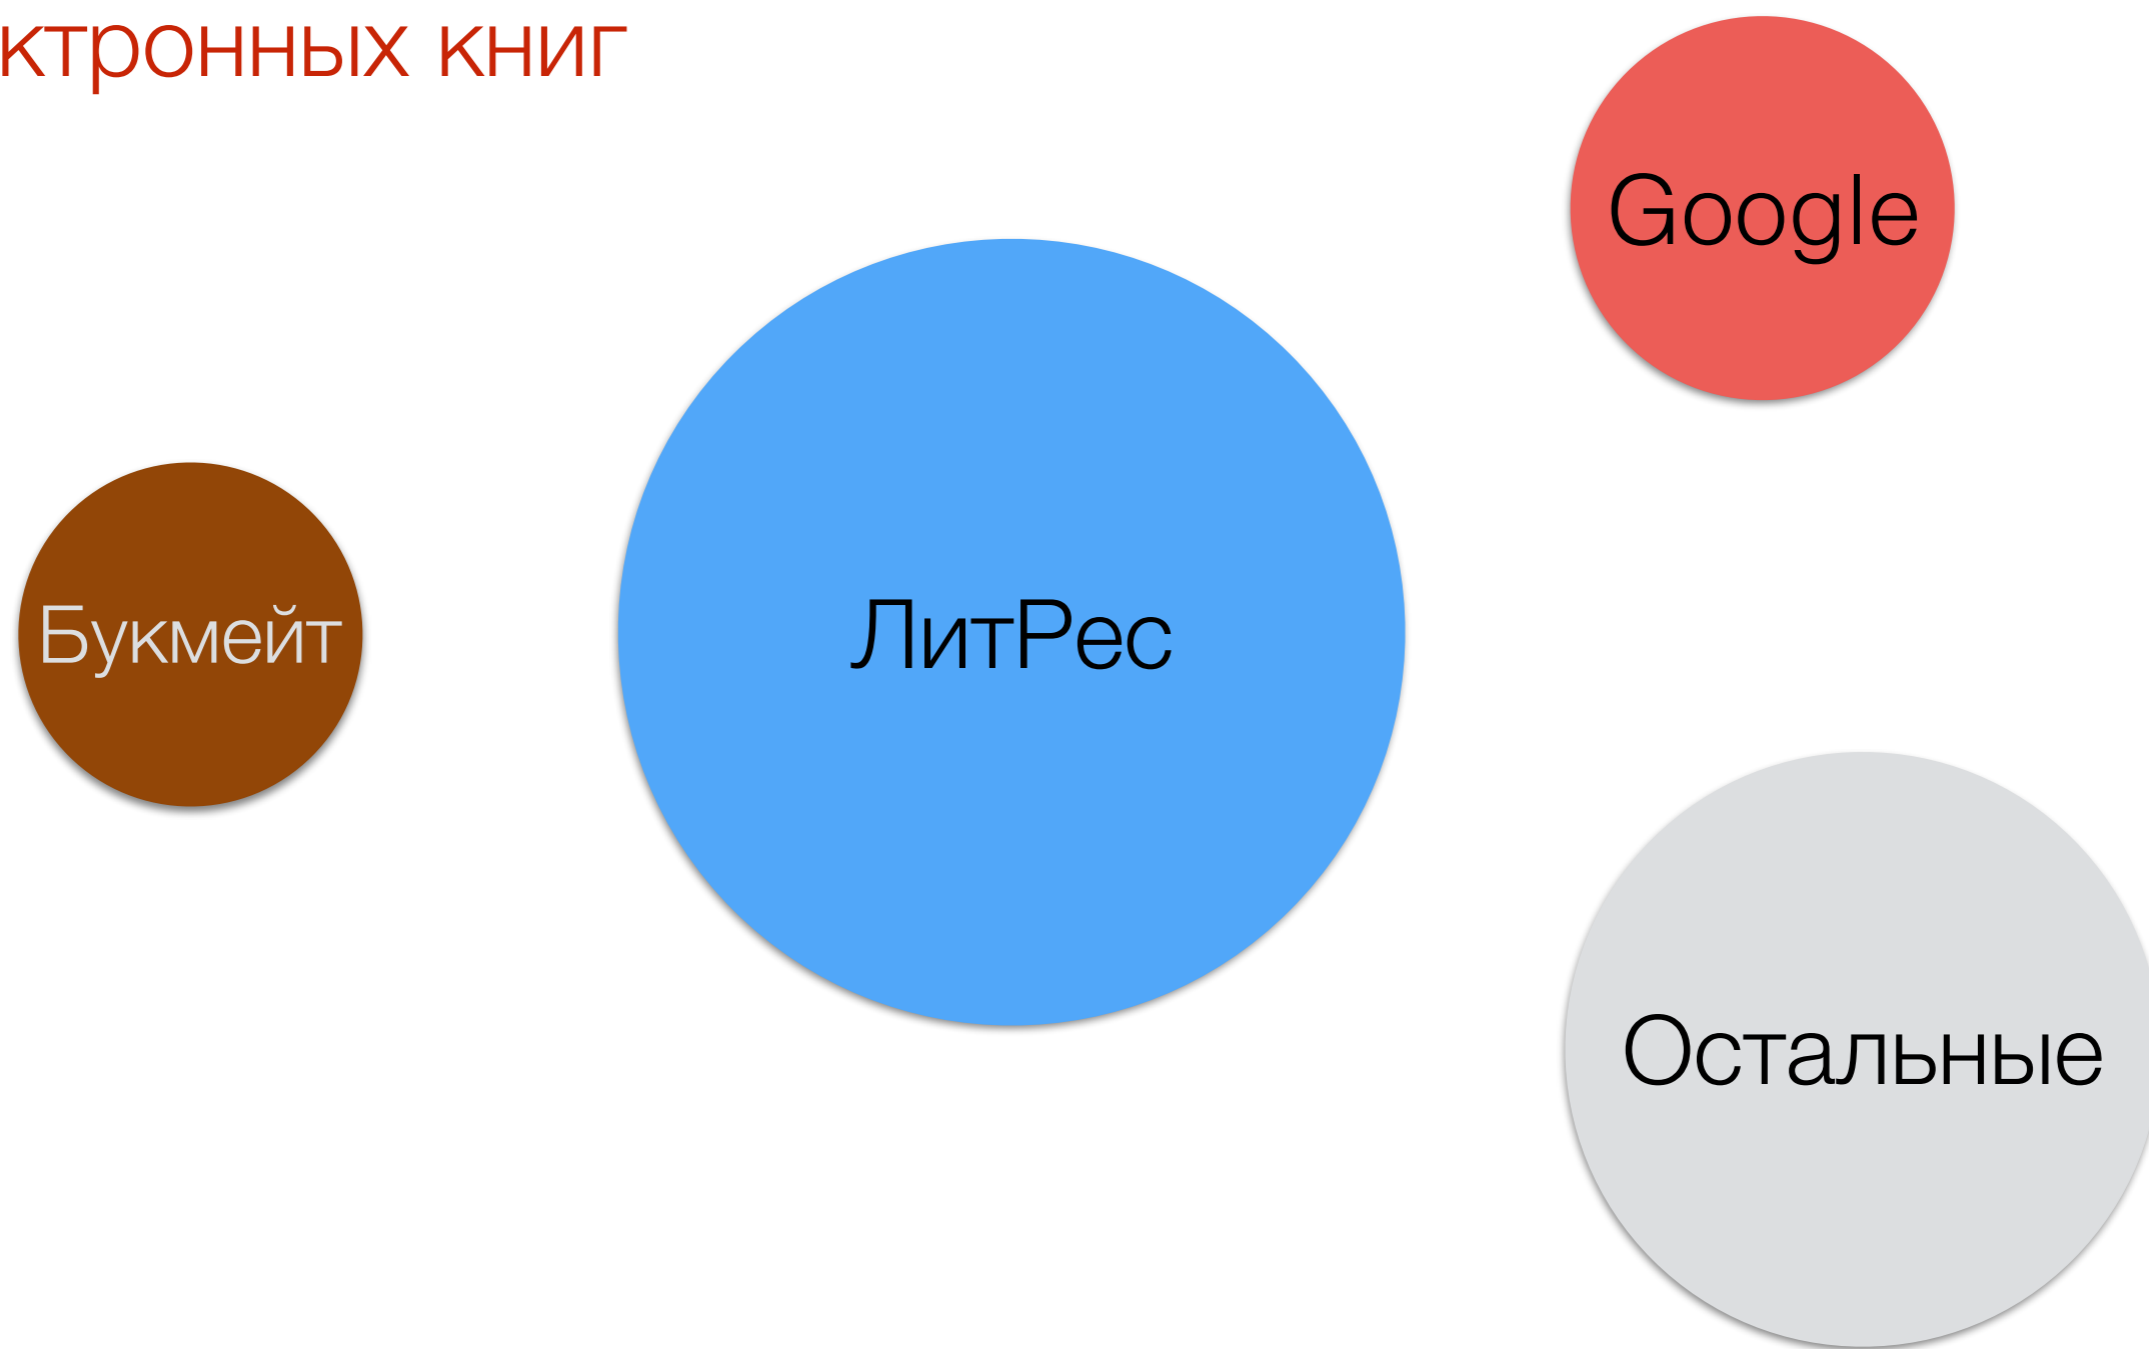 ктронных книг
Google
ЛитРес
Букмейт
Остальные